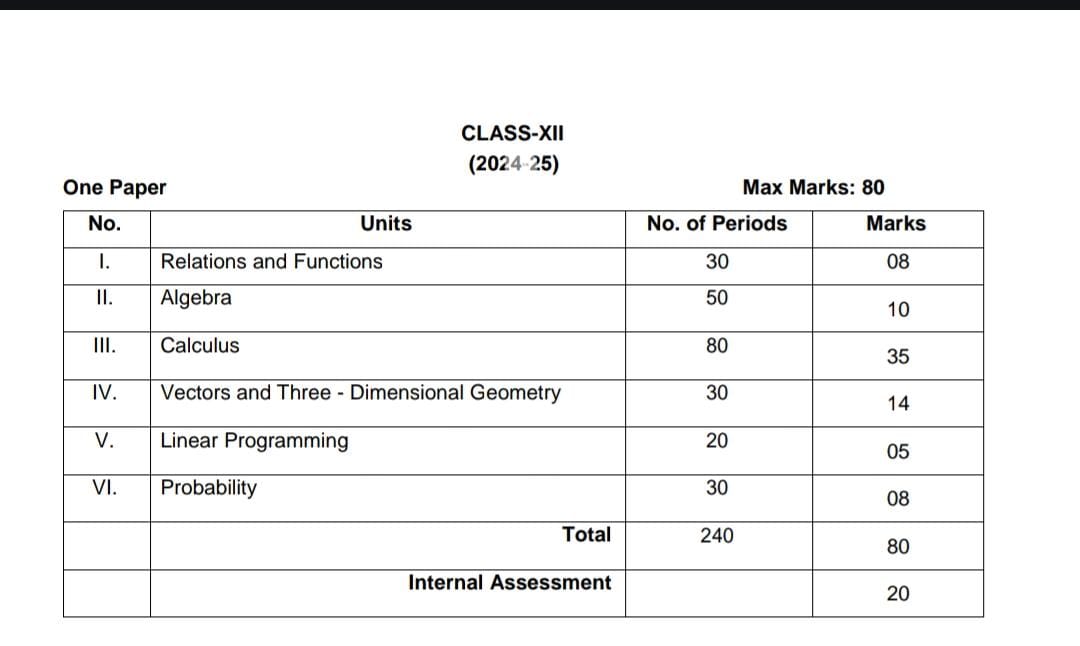 CLASS-XII
(2024-25)
One Paper Max Marks: 80
No. Units No. of Periods Marks
I. Relations and Functions 30 08
II. Algebra 50 10
III. Calculus 80 35
IV. Vectors and Three - Dimensional Geometry 30 14
V. Linear Programming 20 05
VI. Probability 30 08
Total 240 80
Internal Assessment 20